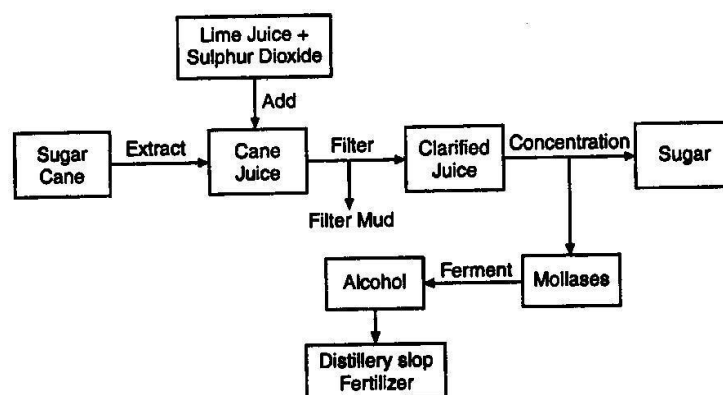 Lime Juice +
Sulphur Dioxide
Add
Sugar
Cane
Extract
Cane
Juice
Filter
Filter Mud
Clarified
Juice
Concentration
Sugar
Mollases
Ferment
Alcohol
Distillery slop
Fertilizer